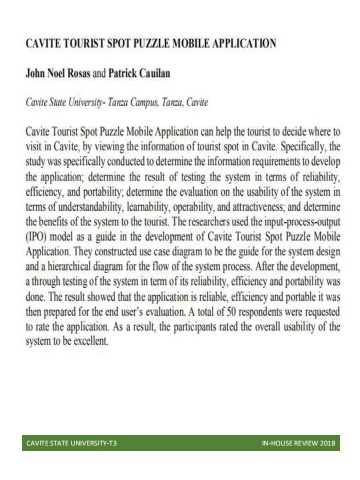 CAVITE TOURIST SPOT PUZZLE MOBILE APPLICATION
John Noel Rosas and Patrick Cauilan
Cavite State University- Tanza Campus, Tanza, Cavite
Cavite Tourist Spot Puzzle Mobile Application can help the tourist to decide where to
visit in Cavite, by viewing the information of tourist spot in Cavite. Specifically, the
study was specifically conducted to determine the information requirements to develop
the application; determine the result of testing the system in terms of reliability,
efficiency, and portability; determine the evaluation on the usability of the system in
terms of understandability, learnability, operability, and attractiveness; and determine
the benefits of the system to the tourist. The researchers used the input-process-output
(IPO) model as a guide in the development of Cavite Tourist Spot Puzzle Mobile
Application. They constructed use case diagram to be the guide for the system design
and a hierarchical diagram for the flow of the system process. After the development,
a through testing of the system in term of its reliability, efficiency and portability was
done. The result showed that the application is reliable, efficiency and portable it was
then prepared for the end user's evaluation. A total of 50 respondents were requested
to rate the application. As a result, the participants rated the overall usability of the
system to be excellent.
CAVITE STATE UNIVERSITY-T3 IN-HOUSE REVIEW 2018